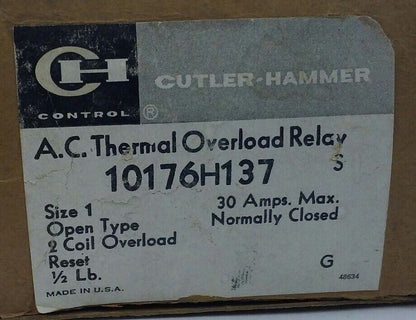 CH
CONTROL ®
CUTLER-HAMMER
A.C. Thermal Overload Relay
10176H137 S
Size 1
30 Amps. Max.
Open Type
Normally Closed
2 Coil Overload
Reset
½ Lb.
G
MADE IN U.S.A.
48634